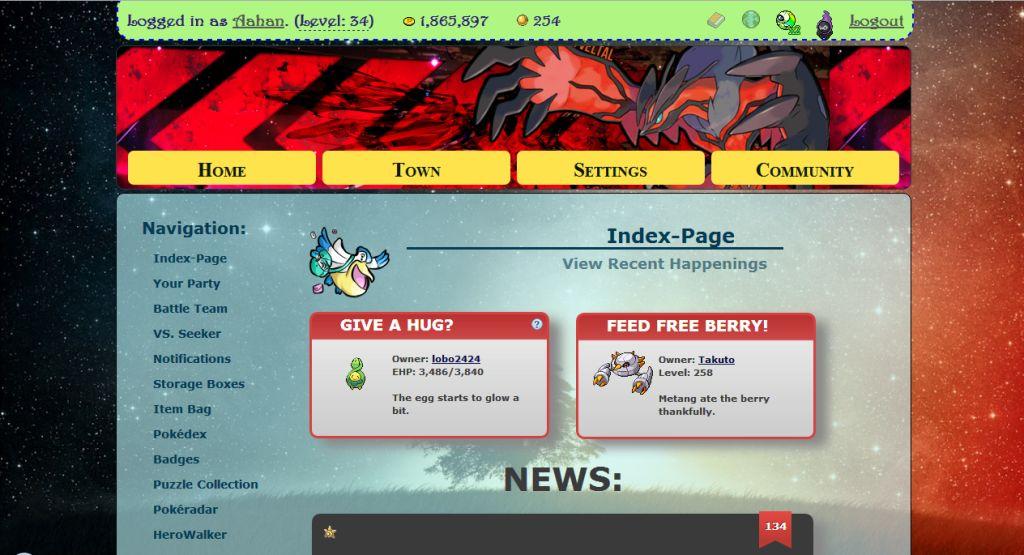 Logged in as Aahan. (Level: 34) 1,865,897 254 Logout
Home Town Settings Community
Navigation:
Index-Page
Your Party
Battle Team
VS. Seeker
Notifications
Storage Boxes
Item Bag
Pokédex
Badges
Puzzle Collection
Pokéradar
HeroWalker
Index-Page
View Recent Happenings
GIVE A HUG?
Owner: lobo2424
EHP: 3,486/3,840
The egg starts to glow a
bit.
FEED FREE BERRY!
Owner: Takuto
Level: 258
Metang ate the berry
thankfully.
NEWS:
134